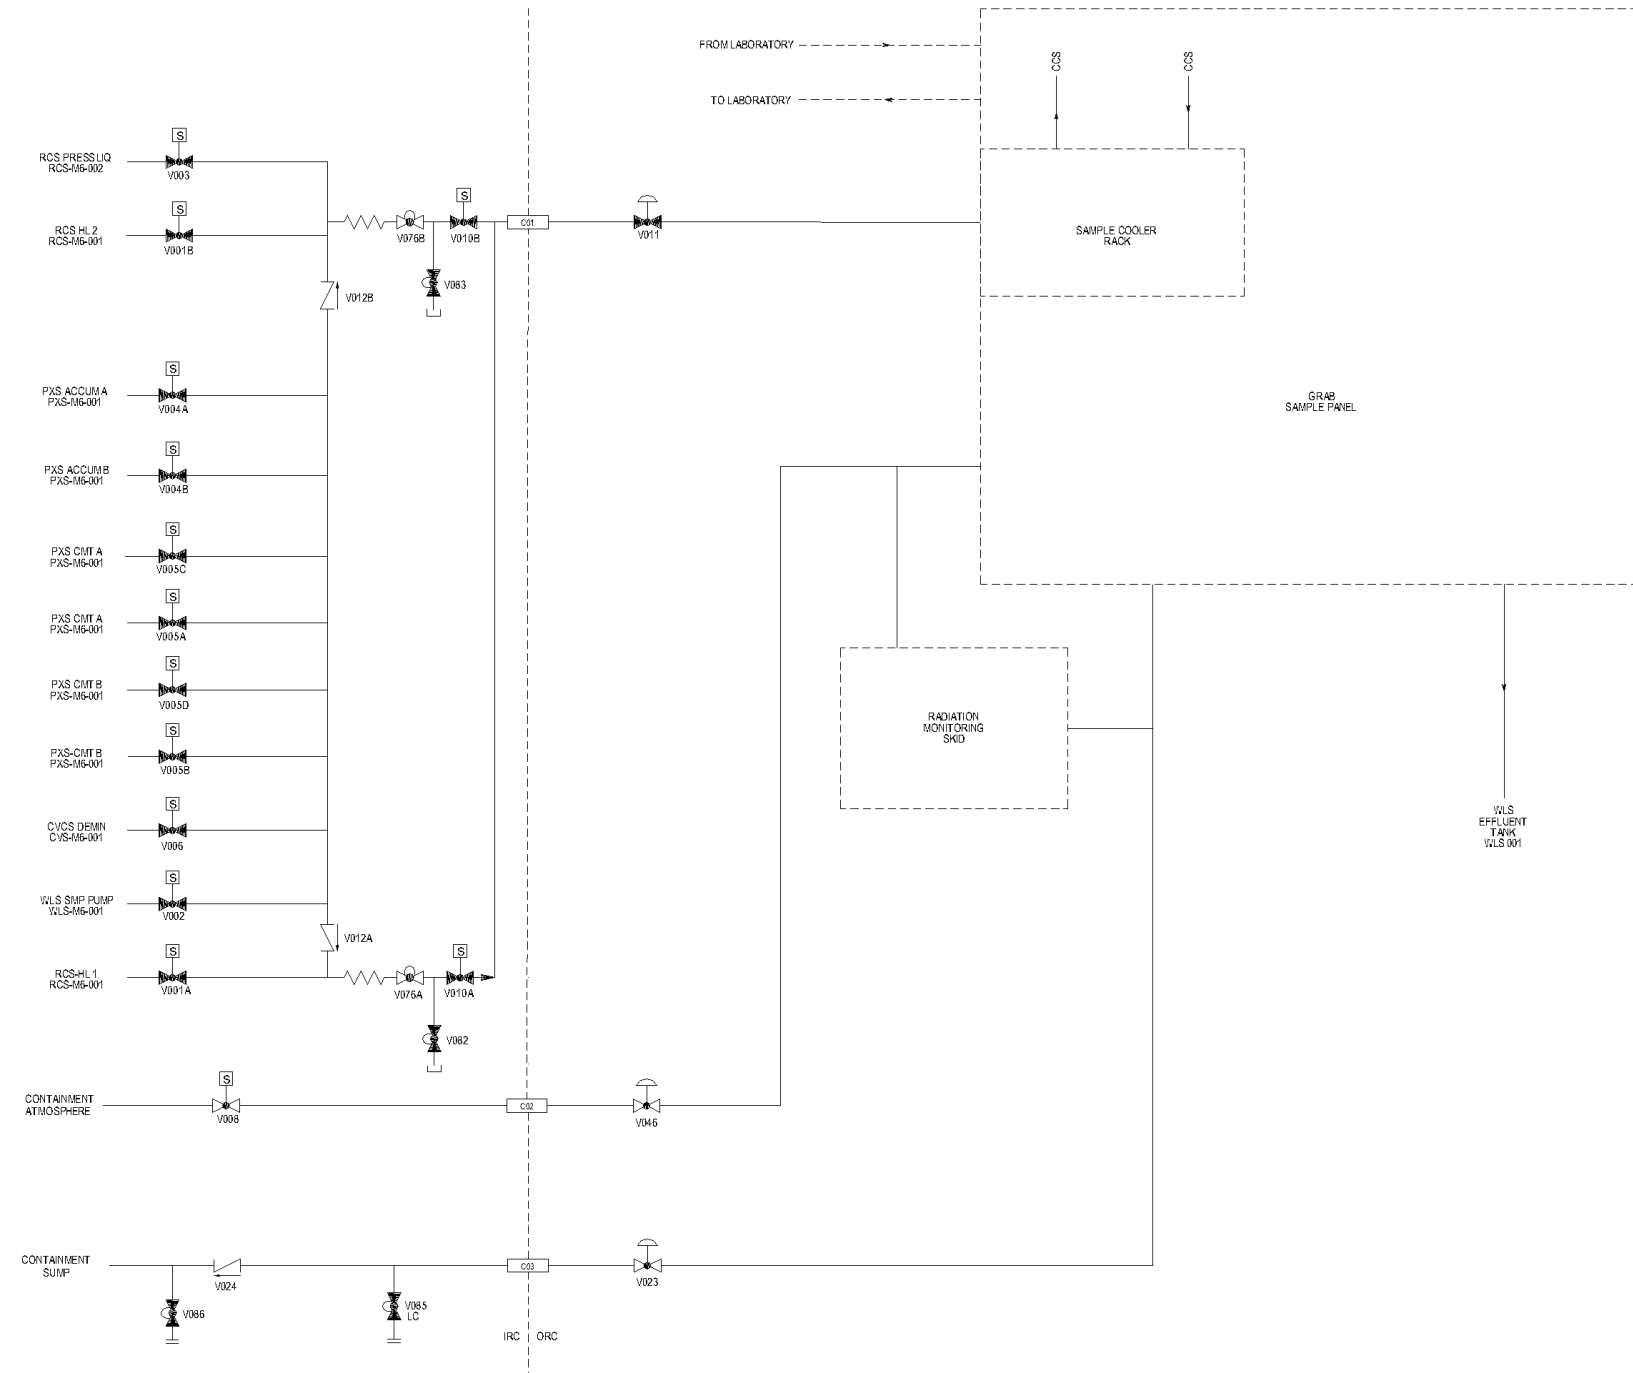 FROM LABORATORY
TO LABORATORY
CCS
CCS
S
RCS PRESS LIQ
RCS-M6-002
V003
S
RCS HL 2
RCS-M6-001
V001B
S
V076B
V010B
C01
V011
SAMPLE COOLER
RACK
V083
V012B
S
PXS ACCUM A
PXS-M6-001
V004A
GRAB
SAMPLE PANEL
S
PXS ACCUM B
PXS-M6-001
V004B
S
PXS CMT A
PXS-M6-001
V005C
S
PXS CMT A
PXS-M6-001
V005A
S
PXS CMT B
PXS-M6-001
V005D
S
PXS-CMT B
PXS-M6-001
V005B
RADIATION
MONITORING
SKID
S
CVCS DEMIN
CVS-M6-001
V006
WLS
EFFLUENT
TANK
WLS 001
S
WLS SMP PUMP
WLS-M6-001
V002
V012A
S
RCS-HL 1
RCS-M6-001
V001A
S
V076A
V010A
V082
S
CONTAINMENT
ATMOSPHERE
V008
C02
V046
CONTAINMENT
SUMP
V024
C03
V023
V086
V085
LC
IRC
ORC